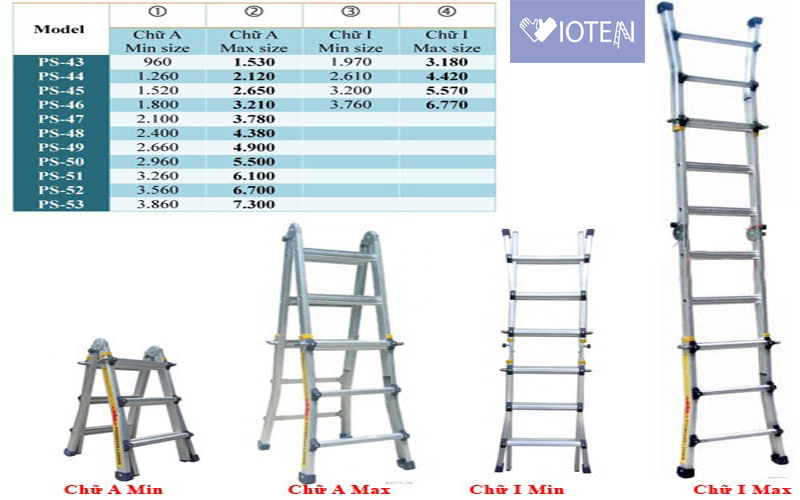 Model
① ② ③ ④
Chữ A Chữ A Chữ I Chữ I
Min size Max size Min size Max size
PS-43 960 1.530 1.970 3.180
PS-44 1.260 2.120 2.610 4.420
PS-45 1.520 2.650 3.200 5.570
PS-46 1.800 3.210 3.760 6.770
PS-47 2.100 3.780
PS-48 2.400 4.380
PS-49 2.660 4.900
PS-50 2.960 5.500
PS-51 3.260 6.100
PS-52 3.560 6.700
PS-53 3.860 7.300
VIOTEN
Chữ A Min
Chữ A Max
Chữ I Min
Chữ I Max